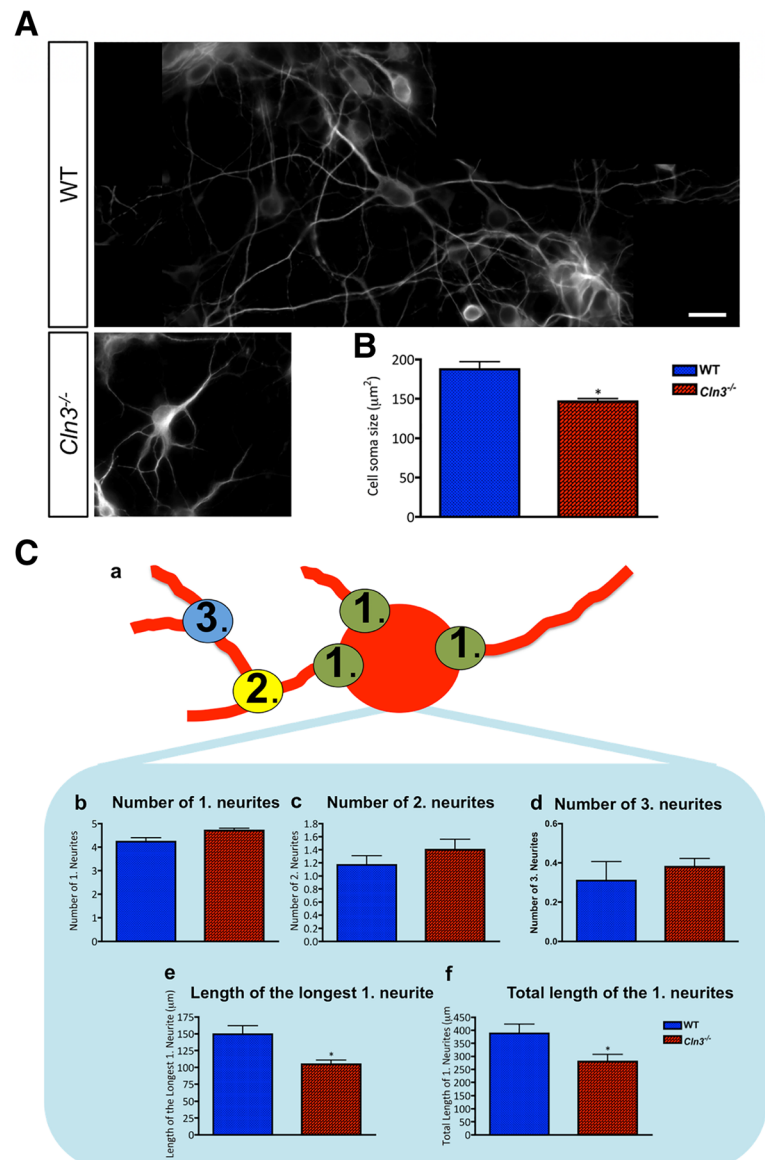 A
WT
Cln3-/-
B
Cell soma size (μm2)
200
150
100
50
0
*
WT
Cln3-/-
C
a
3.
1.
1.
1.
2.
b Number of 1. neurites
Number of 1. Neurites
5
4
3
2
1
0
c Number of 2. neurites
Number of 2. Neurites
1.8
1.6
1.4
1.2
1.0
0.8
0.6
0.4
0.2
0.0
d Number of 3. neurites
Number of 3. Neurites
0.6
0.4
0.2
0.0
e Length of the longest 1. neurite
Length of the Longest 1. Neurite (μm)
175
150
125
100
75
50
25
0
*
f Total length of the 1. neurites
Total Length of 1. Neurites (μm
450
400
350
300
250
200
150
100
50
0
*
WT
Cln3-/-